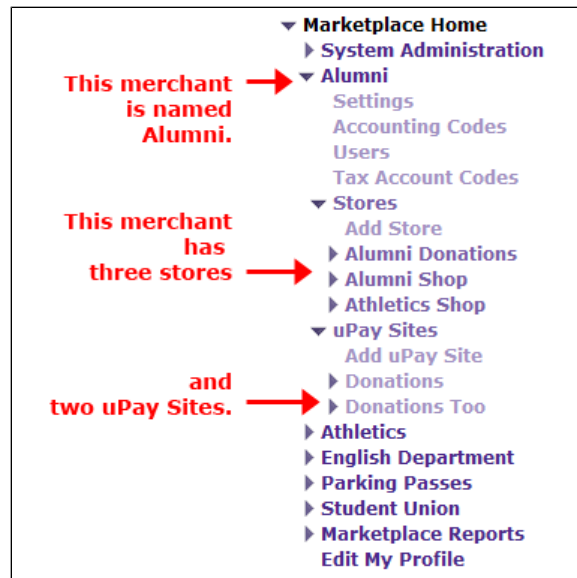 Marketplace Home
System Administration
This merchant
is named
Alumni.
Alumni
Settings
Accounting Codes
Users
Tax Account Codes
This merchant
has
three stores
Stores
Add Store
Alumni Donations
Alumni Shop
Athletics Shop
and
two uPay Sites.
uPay Sites
Add uPay Site
Donations
Donations Too
Athletics
English Department
Parking Passes
Student Union
Marketplace Reports
Edit My Profile